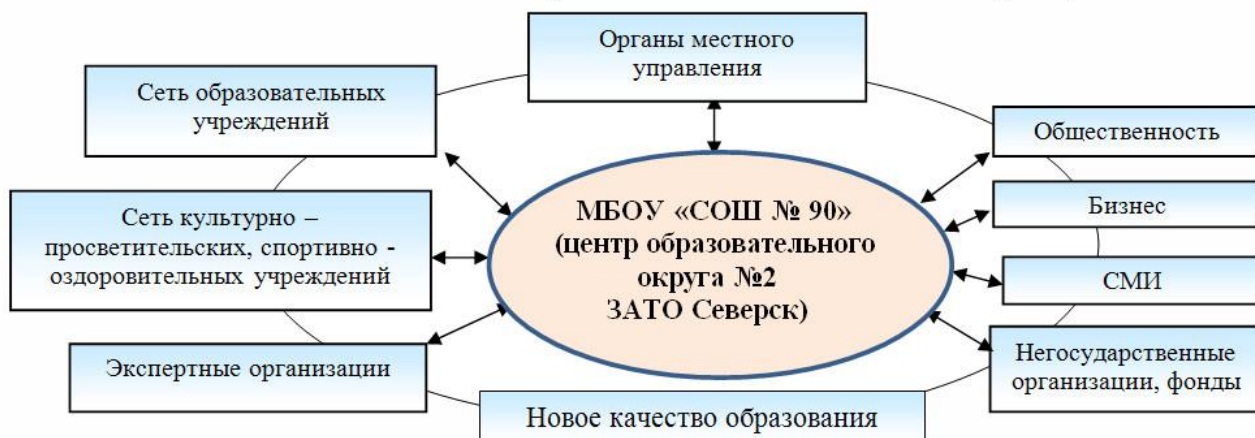 Органы местного
управления
Сеть образовательных
учреждений
Общественность
Сеть культурно –
просветительских, спортивно -
оздоровительных учреждений
МБОУ «СОШ № 90»
(центр образовательного
округа №2
ЗАТО Северск)
Бизнес
СМИ
Экспертные организации
Негосударственные
организации, фонды
Новое качество образования